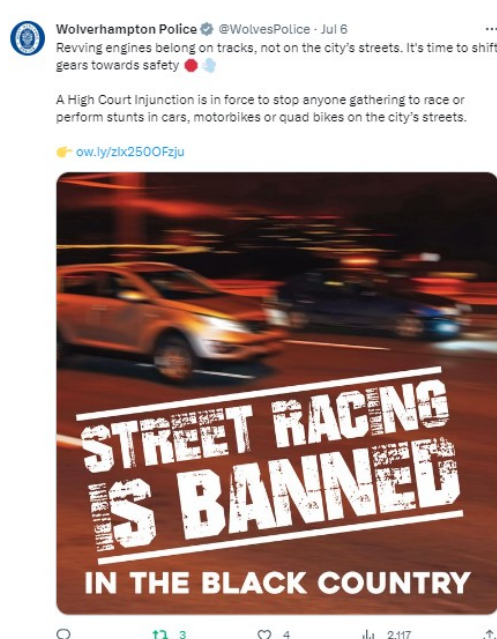 Wolverhampton Police @WolvesPolice · Jul 6
Revving engines belong on tracks, not on the city's streets. It's time to shift
gears towards safety
A High Court Injunction is in force to stop anyone gathering to race or
perform stunts in cars, motorbikes or quad bikes on the city's streets.
ow.ly/zlx250OFzju
STREET RACING
IS BANNED
IN THE BLACK COUNTRY
3 4 2,117